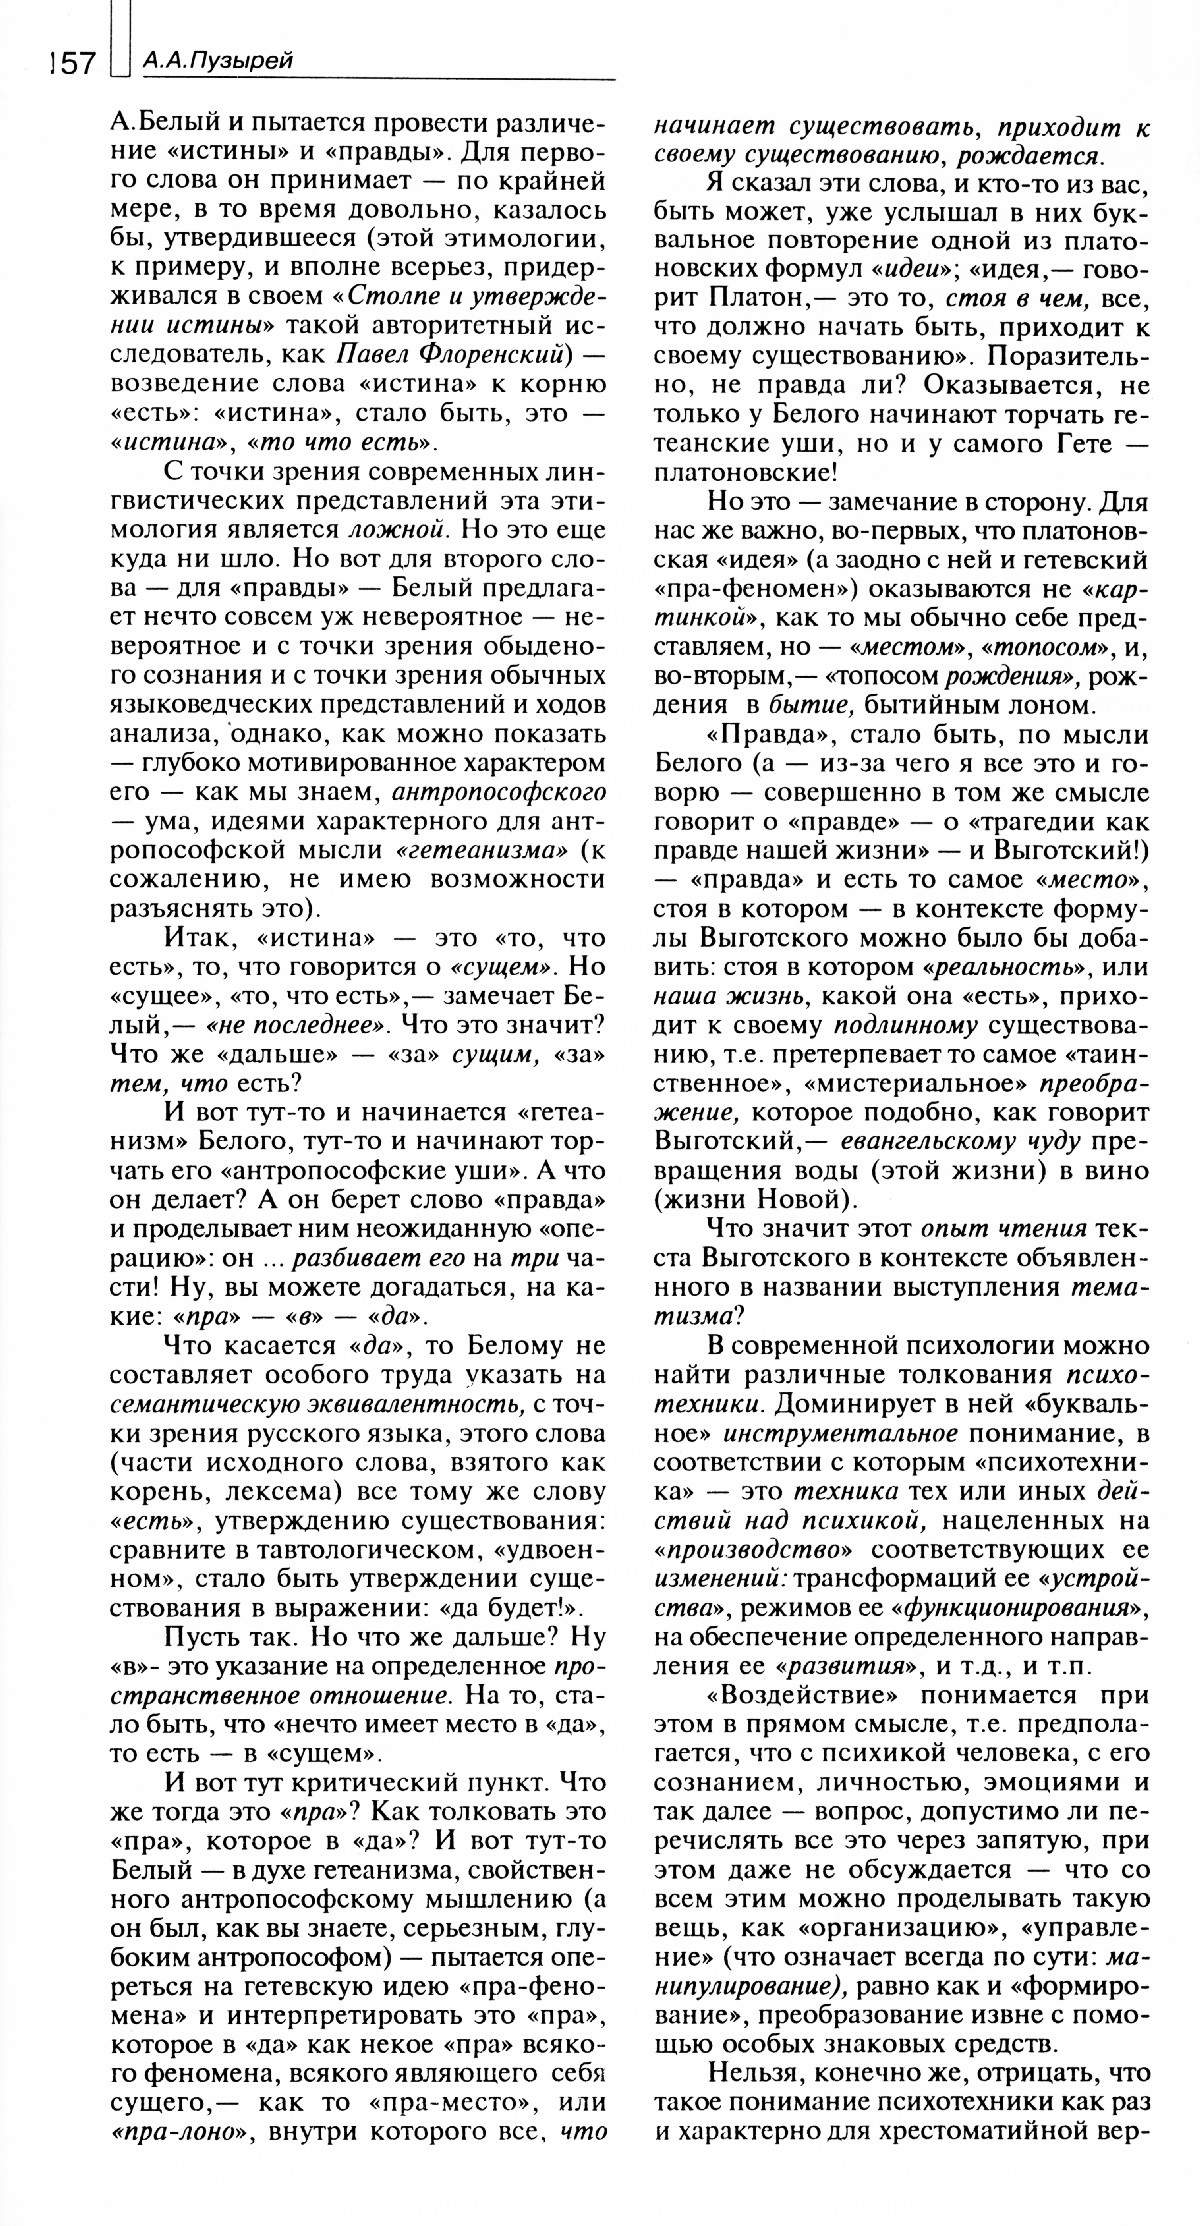 157
А.А.Пузырей
А.Белый и пытается провести различе-
ние «истины» и «правды». Для перво-
го слова он принимает — по крайней
мере, в то время довольно, казалось
бы, утвердившееся (этой этимологии,
к примеру, и вполне всерьез, придер-
живался в своем «Столпе и утвержде-
нии истины» такой авторитетный ис-
следователь, как Павел Флоренский) —
возведение слова «истина» к корню
«есть»: «истина», стало быть, это —
«истина», «то что есть».
С точки зрения современных лин-
гвистических представлений эта эти-
мология является ложной. Но это еще
куда ни шло. Но вот для второго сло-
ва — для «правды» — Белый предлага-
ет нечто совсем уж невероятное — не-
вероятное и с точки зрения обыдено-
го сознания и с точки зрения обычных
языковедческих представлений и ходов
анализа, однако, как можно показать
— глубоко мотивированное характером
его — как мы знаем, антропософского
— ума, идеями характерного для ант-
ропософской мысли «гетеанизма» (к
сожалению, не имею возможности
разъяснять это).
Итак, «истина» — это «то, что
есть», то, что говорится о «сущем». Но
«сущее», «то, что есть»,— замечает Бе-
лый,— «не последнее». Что это значит?
Что же «дальше» — «за» сущим, «за»
тем, что есть?
И вот тут-то и начинается «гетеа-
низм» Белого, тут-то и начинают тор-
чать его «антропософские уши». А что
он делает? А он берет слово «правда»
и проделывает ним неожиданную «опе-
рацию»: он ... разбивает его на три ча-
сти! Ну, вы можете догадаться, на ка-
кие: «пра» — «в» — «да».
Что касается «да», то Белому не
составляет особого труда указать на
семантическую эквивалентность, с точ-
ки зрения русского языка, этого слова
(части исходного слова, взятого как
корень, лексема) все тому же слову
«есть», утверждению существования:
сравните в тавтологическом, «удвоен-
ном», стало быть утверждении суще-
ствования в выражении: «да будет!».
Пусть так. Но что же дальше? Ну
«в»- это указание на определенное про-
странственное отношение. На то, ста-
ло быть, что «нечто имеет место в «да»,
то есть — в «сущем».
И вот тут критический пункт. Что
же тогда это «пра»? Как толковать это
«пра», которое в «да»? И вот тут-то
Белый — в духе гетеанизма, свойствен-
ного антропософскому мышлению (а
он был, как вы знаете, серьезным, глу-
боким антропософом) — пытается опе-
реться на гетевскую идею «пра-фено-
мена» и интерпретировать это «пра»,
которое в «да» как некое «пра» всяко-
го феномена, всякого являющего себя
сущего,— как то «пра-место», или
«пра-лоно», внутри которого все, что
начинает существовать, приходит к
своему существованию, рождается.
Я сказал эти слова, и кто-то из вас,
быть может, уже услышал в них бук-
вальное повторение одной из плато-
новских формул «идеи»; «идея,— гово-
рит Платон,— это то, стоя в чем, все,
что должно начать быть, приходит к
своему существованию». Поразитель-
но, не правда ли? Оказывается, не
только у Белого начинают торчать ге-
теанские уши, но и у самого Гете —
платоновские!
Но это — замечание в сторону. Для
нас же важно, во-первых, что платонов-
ская «идея» (а заодно с ней и гетевский
«пра-феномен») оказываются не «кар-
тинкой», как то мы обычно себе пред-
ставляем, но — «местом», «топосом», и,
во-вторым,— «топосом рождения», рож-
дения в бытие, бытийным лоном.
«Правда», стало быть, по мысли
Белого (а — из-за чего я все это и го-
ворю — совершенно в том же смысле
говорит о «правде» — о «трагедии как
правде нашей жизни» — и Выготский!)
— «правда» и есть то самое «место»,
стоя в котором — в контексте форму-
лы Выготского можно было бы доба-
вить: стоя в котором «реальность», или
наша жизнь, какой она «есть», прихо-
дит к своему подлинному существова-
нию, т.е. претерпевает то самое «таин-
ственное», «мистериальное» преобра-
жение, которое подобно, как говорит
Выготский,— евангельскому чуду пре-
вращения воды (этой жизни) в вино
(жизни Новой).
Что значит этот опыт чтения тек-
ста Выготского в контексте объявлен-
нного в названии выступления тема-
тизма?
В современной психологии можно
найти различные толкования психо-
техники. Доминирует в ней «букваль-
ное» инструментальное понимание, в
соответствии с которым «психотехни-
ка» — это техника тех или иных дей-
ствий над психикой, нацеленных на
«производство» соответствующих ее
изменений: трансформаций ее «устрой-
ства», режимов ее «функционирования»,
на обеспечение определенного направ-
ления ее «развития», и т.д., и т.п.
«Воздействие» понимается при
этом в прямом смысле, т.е. предпола-
гается, что с психикой человека, с его
сознанием, личностью, эмоциями и
так далее — вопрос, допустимо ли пе-
речислять все это через запятую, при
этом даже не обсуждается — что со
всем этим можно проделывать такую
вещь, как «организацию», «управле-
ние» (что означает всегда по сути: ма-
нипулирование), равно как и «формиро-
вание», преобразование извне с помо-
щью особых знаковых средств.
Нельзя, конечно же, отрицать, что
такое понимание психотехники как раз
и характерно для хрестоматийной вер-